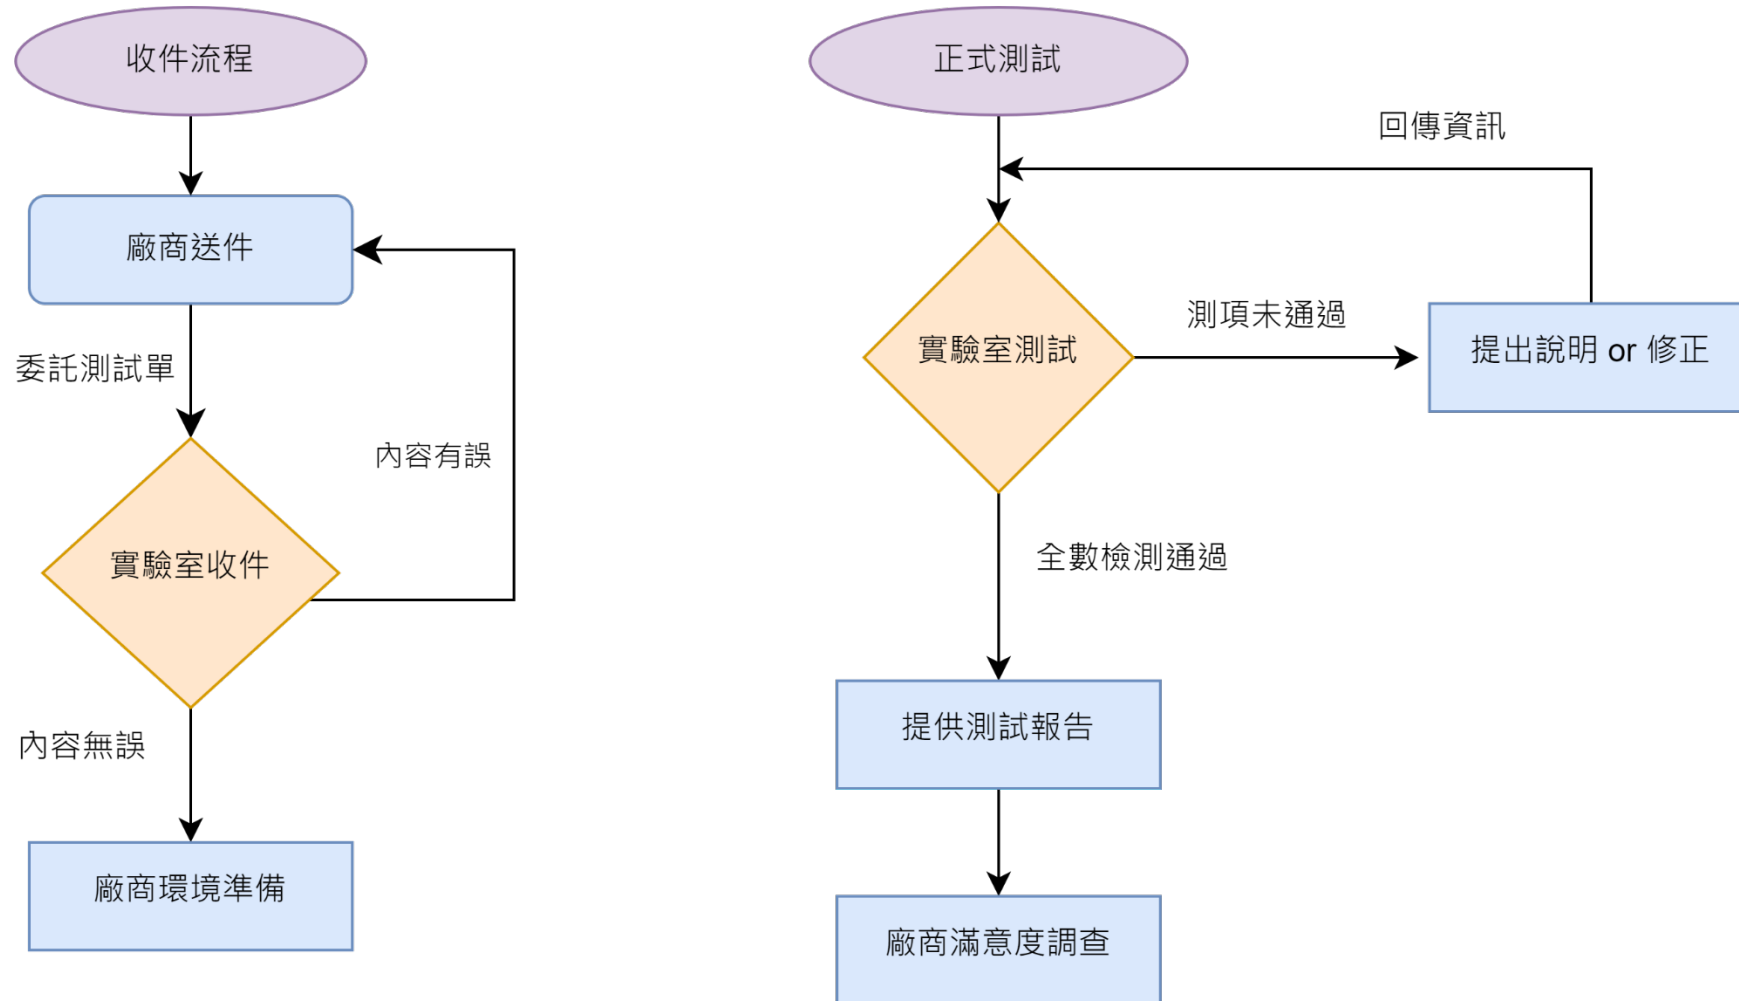 收件流程
廠商送件
委託測試單
內容有誤
實驗室收件
內容無誤
廠商環境準備
正式測試
回傳資訊
實驗室測試
測項未通過
提出說明 or 修正
全數檢測通過
提供測試報告
廠商滿意度調查